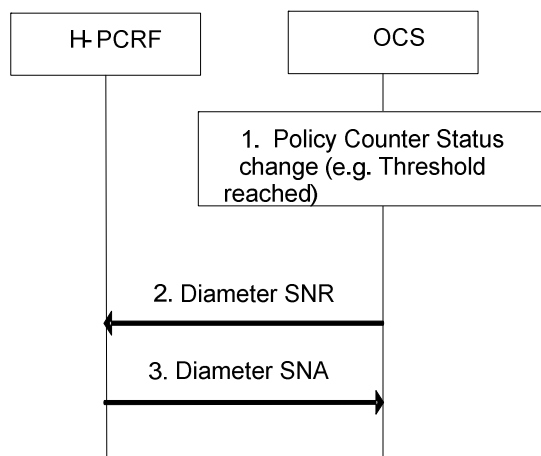 H-PCRF
OCS
1. Policy Counter Status
change (e.g. Threshold
reached)
2. Diameter SNR
3. Diameter SNA